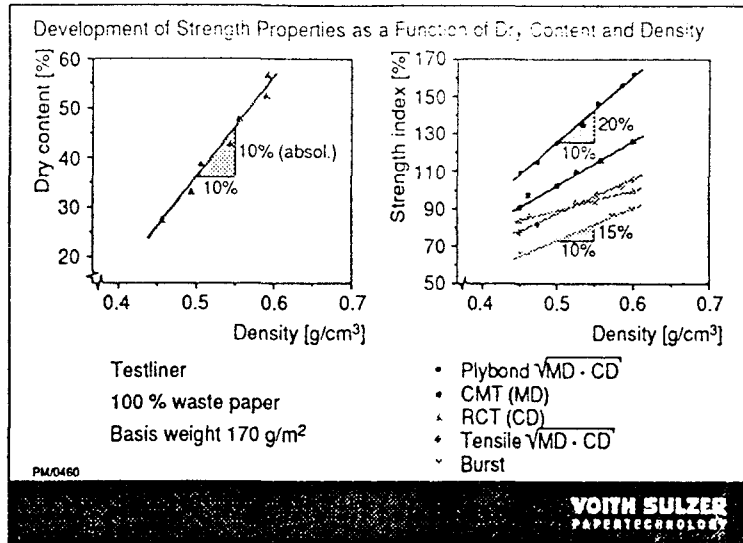 Development of Strength Properties as a Function of Dry Content and Density
Dry content [%]
60
50
40
30
20
10% (absol.)
10%
0.4 0.5 0.6 0.7
Density [g/cm³]
Strength index [%]
170
150
130
110
90
70
50
20%
10%
15%
10%
0.4 0.5 0.6 0.7
Density [g/cm³]
Testliner
100 % waste paper
Basis weight 170 g/m²
Plybond √MD · CD
CMT (MD)
RCT (CD)
Tensile √MD · CD
Burst
PM/0460
VOITH SULZER
PAPERTECHNOLOGY